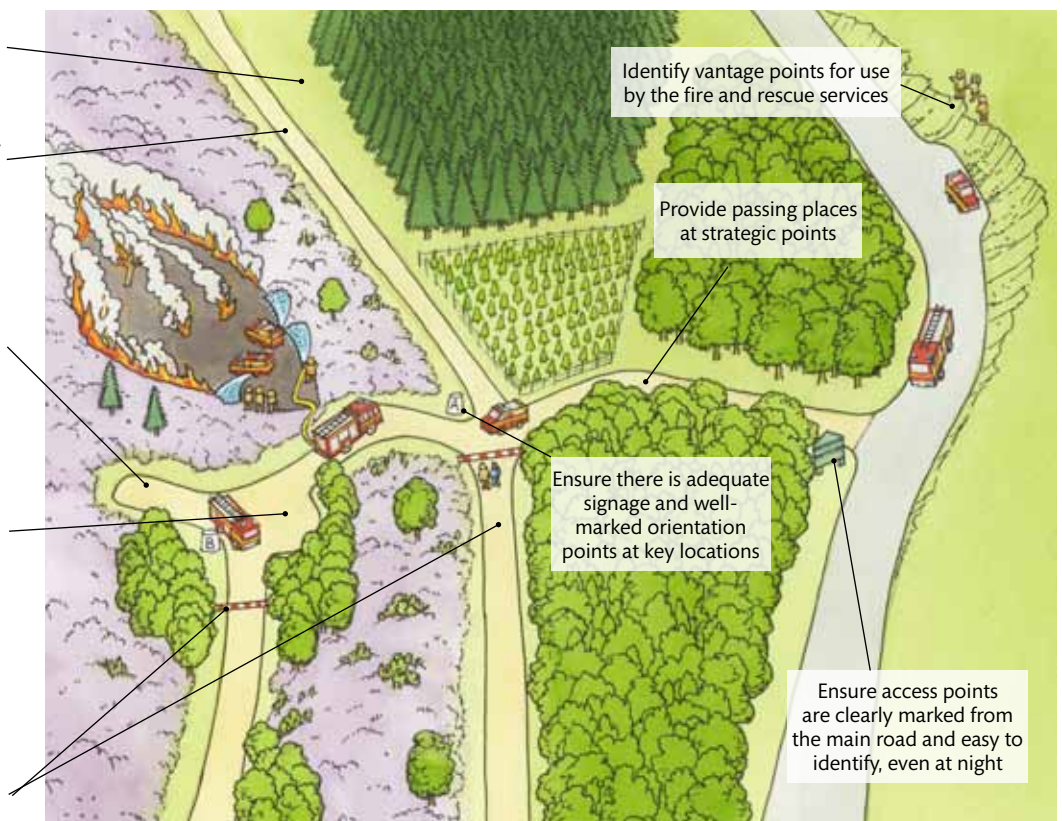 Identify vantage points for use
by the fire and rescue services
Provide passing places
at strategic points
A
Ensure there is adequate
signage and well-
marked orientation
points at key locations
B
Ensure access points
are clearly marked from
the main road and easy to
identify, even at night